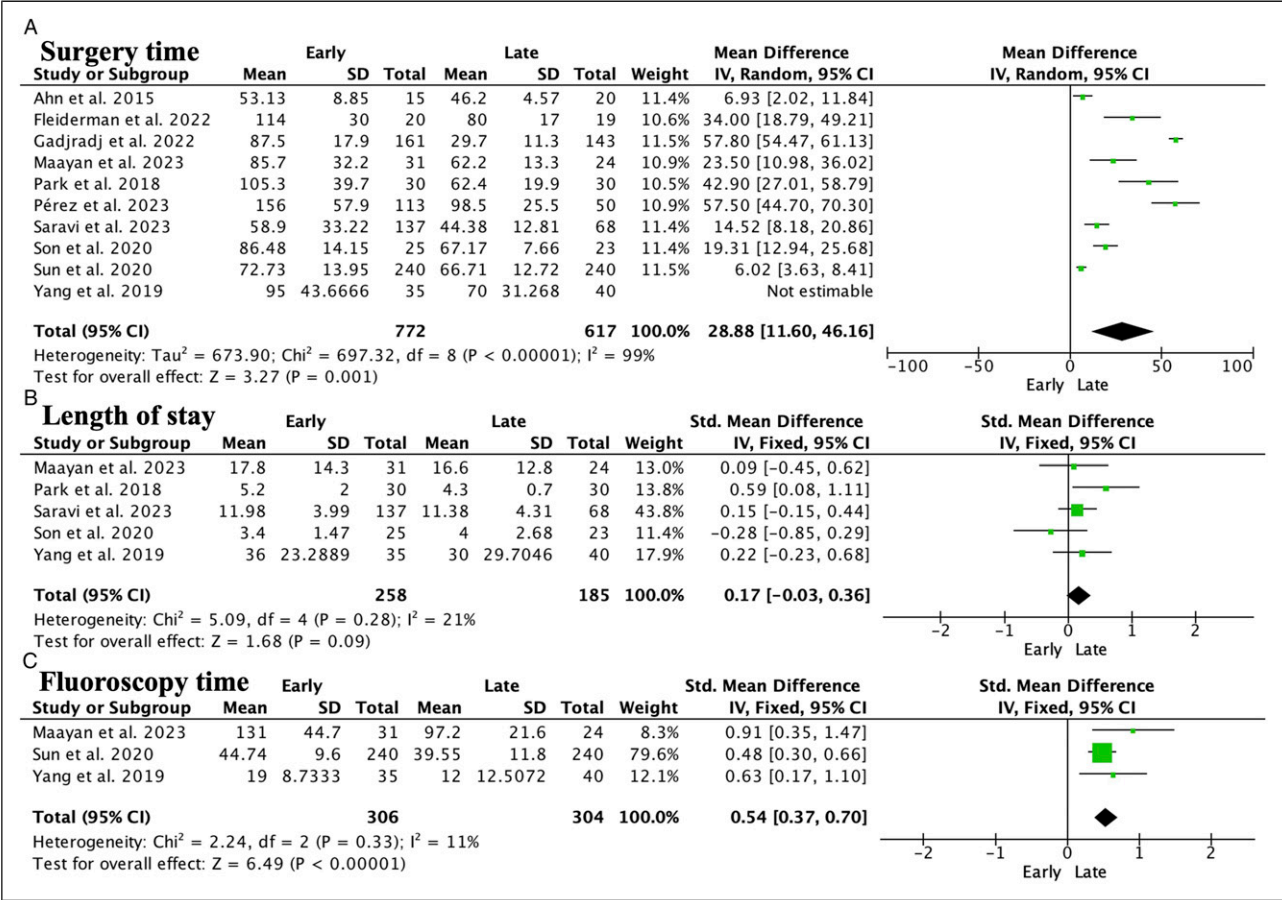 A
Surgery time Early Late Mean Difference Mean Difference
Study or Subgroup Mean SD Total Mean SD Total Weight IV, Random, 95% CI IV, Random, 95% CI
Ahn et al. 2015 53.13 8.85 15 46.2 4.57 20 11.4% 6.93 [2.02, 11.84]
Fleiderman et al. 2022 114 30 20 80 17 19 10.6% 34.00 [18.79, 49.21]
Gadjradj et al. 2022 87.5 17.9 161 29.7 11.3 143 11.5% 57.80 [54.47, 61.13]
Maayan et al. 2023 85.7 32.2 31 62.2 13.3 24 10.9% 23.50 [10.98, 36.02]
Park et al. 2018 105.3 39.7 30 62.4 19.9 30 10.5% 42.90 [27.01, 58.79]
Pérez et al. 2023 156 57.9 113 98.5 25.5 50 10.9% 57.50 [44.70, 70.30]
Saravi et al. 2023 58.9 33.22 137 44.38 12.81 68 11.4% 14.52 [8.18, 20.86]
Son et al. 2020 86.48 14.15 25 67.17 7.66 23 11.4% 19.31 [12.94, 25.68]
Sun et al. 2020 72.73 13.95 240 66.71 12.72 240 11.5% 6.02 [3.63, 8.41]
Yang et al. 2019 95 43.6666 35 70 31.268 40 Not estimable
Total (95% CI) 772 617 100.0% 28.88 [11.60, 46.16]
Heterogeneity: Tau² = 673.90; Chi² = 697.32, df = 8 (P < 0.00001); I² = 99%
Test for overall effect: Z = 3.27 (P = 0.001)
-100 -50 0 50 100
Early Late
B
Length of stay Early Late Std. Mean Difference Std. Mean Difference
Study or Subgroup Mean SD Total Mean SD Total Weight IV, Fixed, 95% CI IV, Fixed, 95% CI
Maayan et al. 2023 17.8 14.3 31 16.6 12.8 24 13.0% 0.09 [−0.45, 0.62]
Park et al. 2018 5.2 2 30 4.3 0.7 30 13.8% 0.59 [0.08, 1.11]
Saravi et al. 2023 11.98 3.99 137 11.38 4.31 68 43.8% 0.15 [−0.15, 0.44]
Son et al. 2020 3.4 1.47 25 4 2.68 23 11.4% −0.28 [−0.85, 0.29]
Yang et al. 2019 36 23.2889 35 30 29.7046 40 17.9% 0.22 [−0.23, 0.68]
Total (95% CI) 258 185 100.0% 0.17 [−0.03, 0.36]
Heterogeneity: Chi² = 5.09, df = 4 (P = 0.28); I² = 21%
Test for overall effect: Z = 1.68 (P = 0.09)
-2 -1 0 1 2
Early Late
C
Fluoroscopy time Early Late Std. Mean Difference Std. Mean Difference
Study or Subgroup Mean SD Total Mean SD Total Weight IV, Fixed, 95% CI IV, Fixed, 95% CI
Maayan et al. 2023 131 44.7 31 97.2 21.6 24 8.3% 0.91 [0.35, 1.47]
Sun et al. 2020 44.74 9.6 240 39.55 11.8 240 79.6% 0.48 [0.30, 0.66]
Yang et al. 2019 19 8.7333 35 12 12.5072 40 12.1% 0.63 [0.17, 1.10]
Total (95% CI) 306 304 100.0% 0.54 [0.37, 0.70]
Heterogeneity: Chi² = 2.24, df = 2 (P = 0.33); I² = 11%
Test for overall effect: Z = 6.49 (P < 0.00001)
-2 -1 0 1 2
Early Late